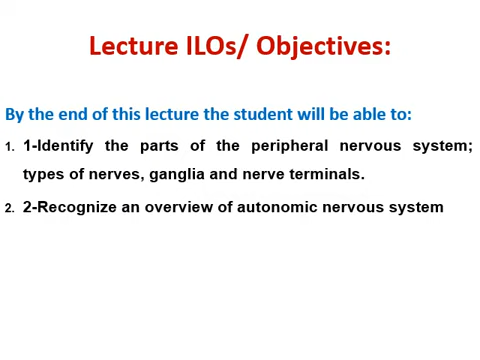 Lecture ILOs/ Objectives:
By the end of this lecture the student will be able to:
1. 1-Identify the parts of the peripheral nervous system;
types of nerves, ganglia and nerve terminals.
2. 2-Recognize an overview of autonomic nervous system